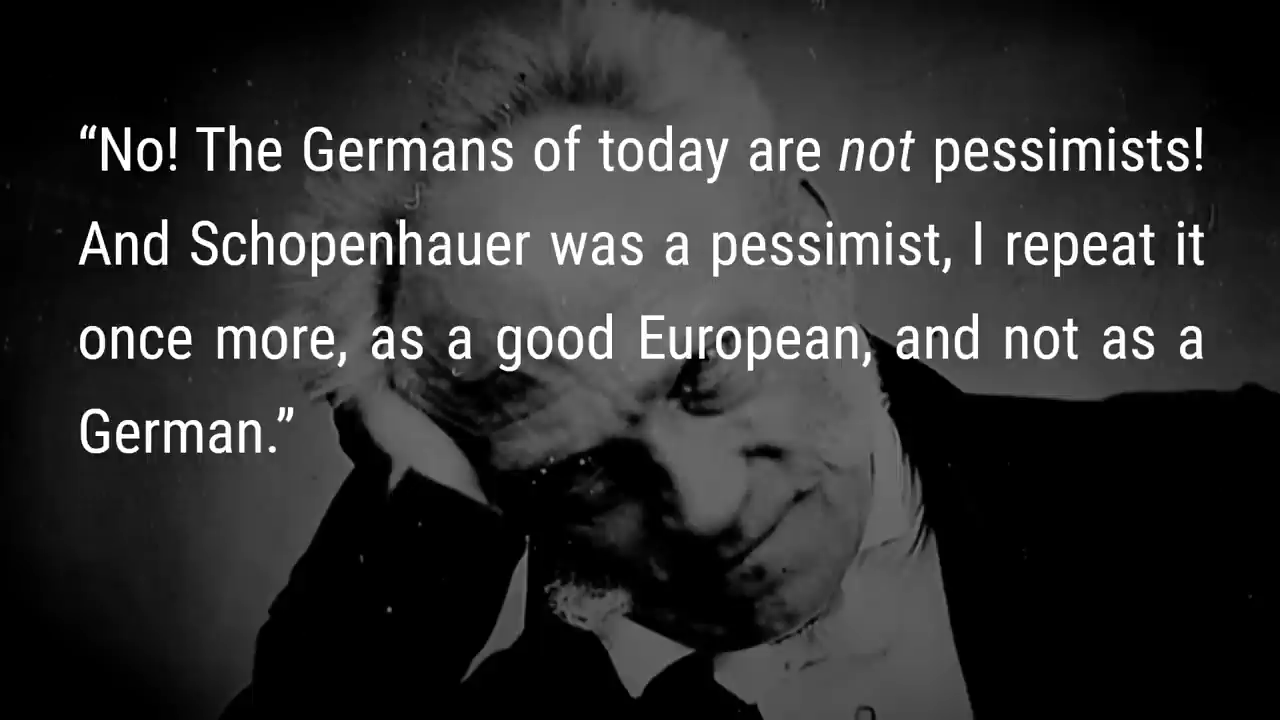 “No! The Germans of today are not pessimists!
And Schopenhauer was a pessimist, I repeat it
once more, as a good European, and not as a
German.”